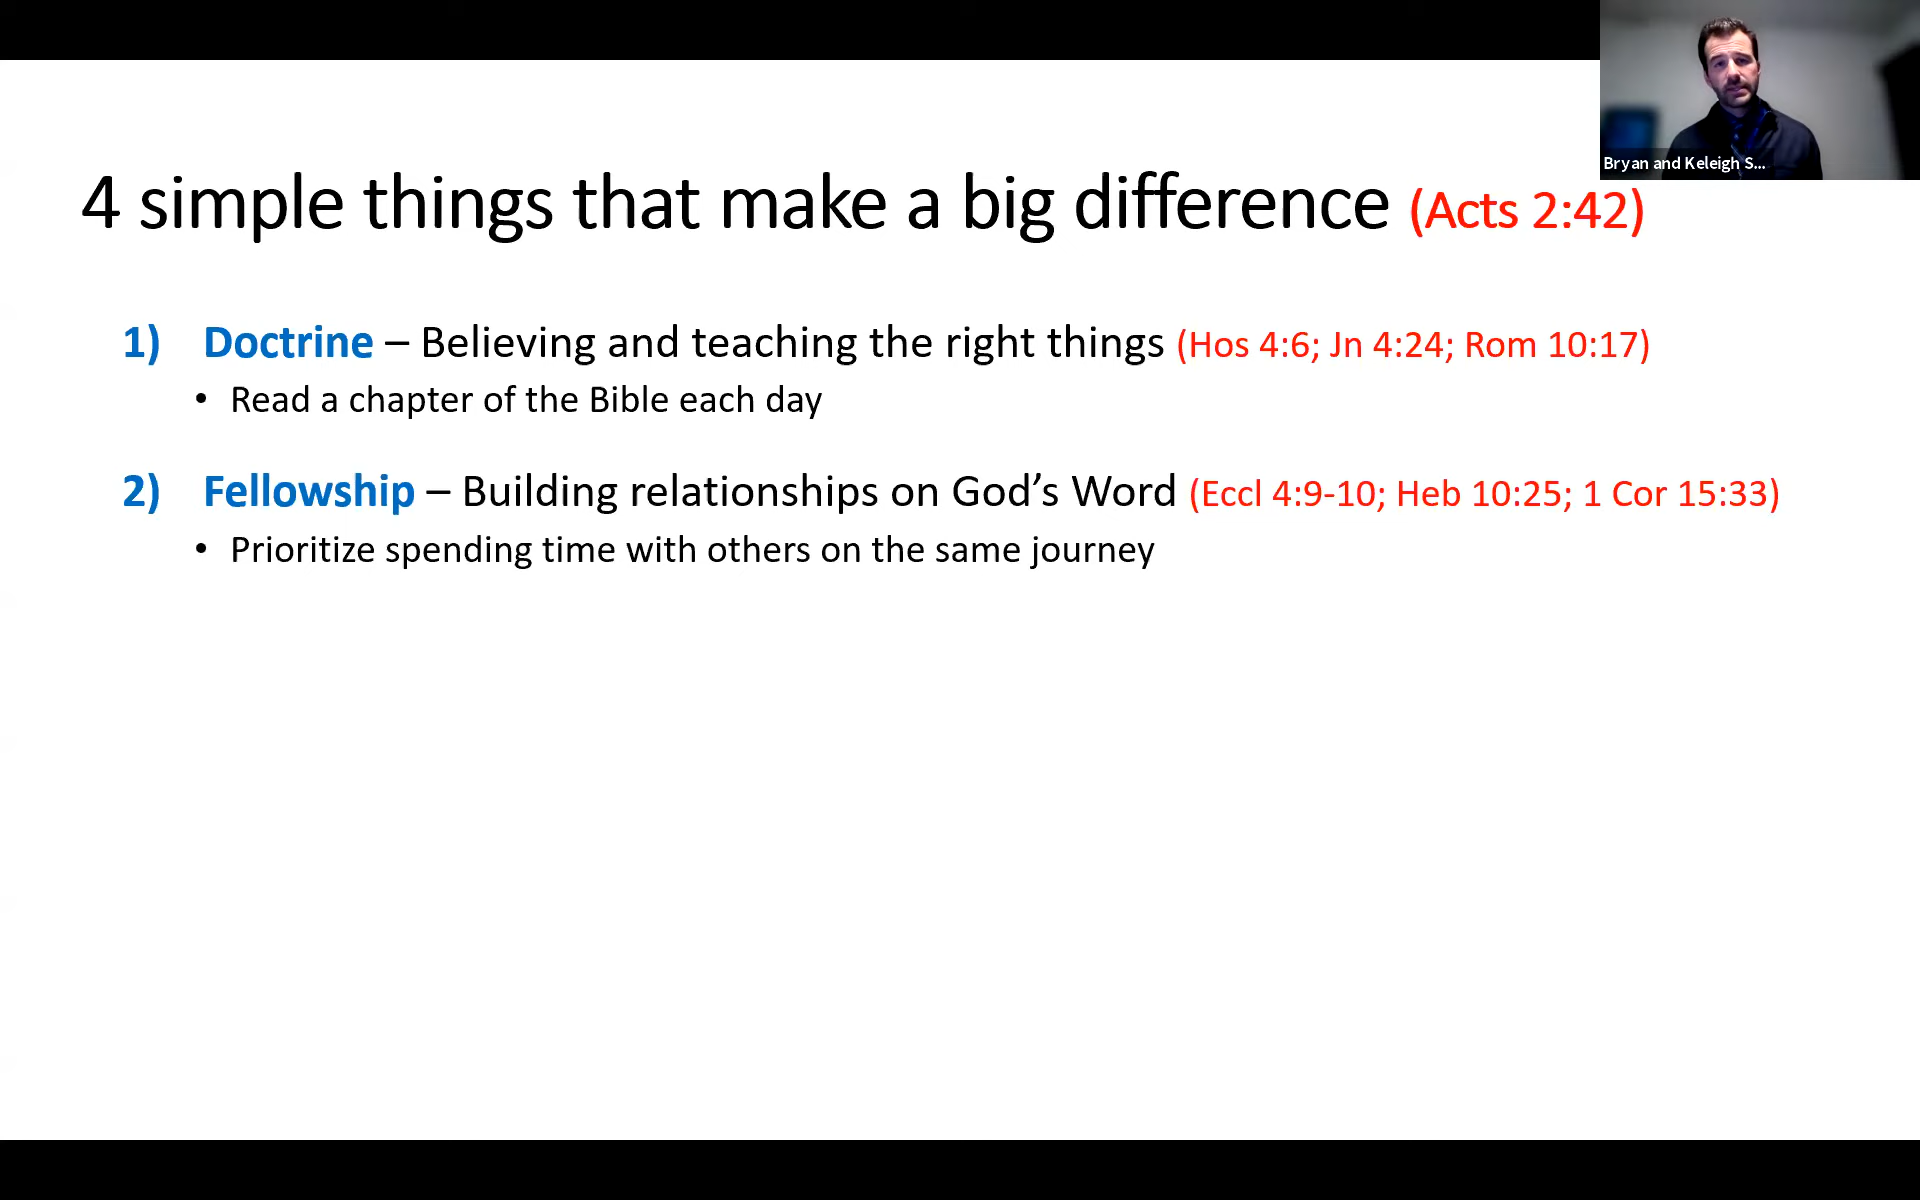 Bryan and Keleigh S...
4 simple things that make a big difference (Acts 2:42)
1) Doctrine – Believing and teaching the right things (Hos 4:6; Jn 4:24; Rom 10:17)
• Read a chapter of the Bible each day
2) Fellowship – Building relationships on God’s Word (Eccl 4:9-10; Heb 10:25; 1 Cor 15:33)
• Prioritize spending time with others on the same journey